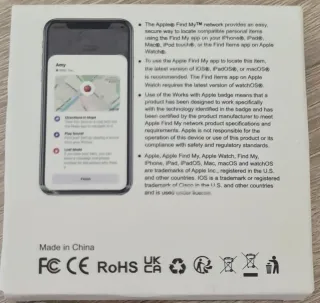 • The Apple® Find My™ network provides an easy,
secure way to locate compatible personal items
using the Find My app on your iPhone®, iPad®,
Mac®, iPod touch®, or the Find Items app on Apple
Watch®.
• To use the Apple Find My app to locate this item,
the latest version of iOS®, iPadOS®, or macOS®
is recommended. The Find Items app on Apple
Watch requires the latest version of watchOS®.
• Use of the Works with Apple badge means that a
product has been designed to work specifically
with the technology identified in the badge and has
been certified by the product manufacturer to meet
Apple Find My network product specifications and
requirements. Apple is not responsible for the
operation of this device or use of this product or its
compliance with safety and regulatory standards.
• Apple, Apple Find My, Apple Watch, Find My,
iPhone, iPad, iPadOS, Mac, macOS and watchOS
are trademarks of Apple Inc., registered in the U.S.
and other countries. IOS is a trademark or registered
trademark of Cisco in the U.S. and other countries
and is used under license.
Made in China
FC CE RoHS UK
CA